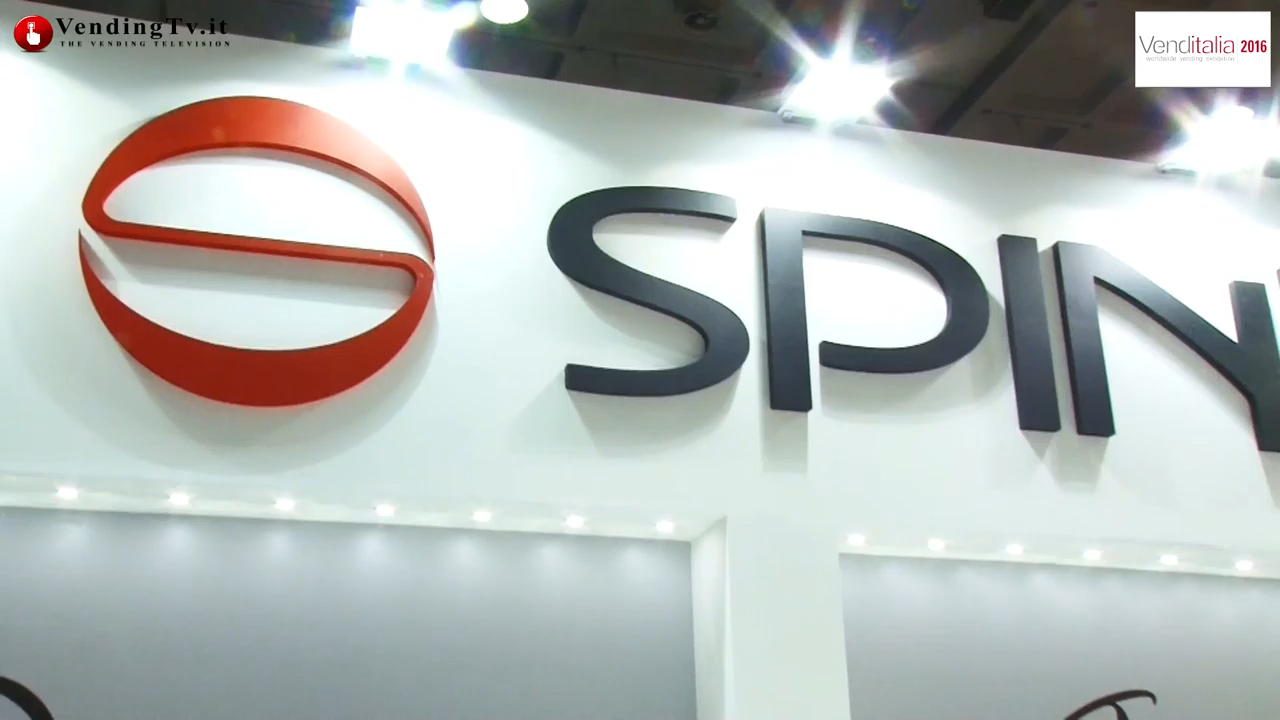 VendingTv.it
THE VENDING TELEVISION
Venditalia 2016
worldwide vending exhibition
SPIN